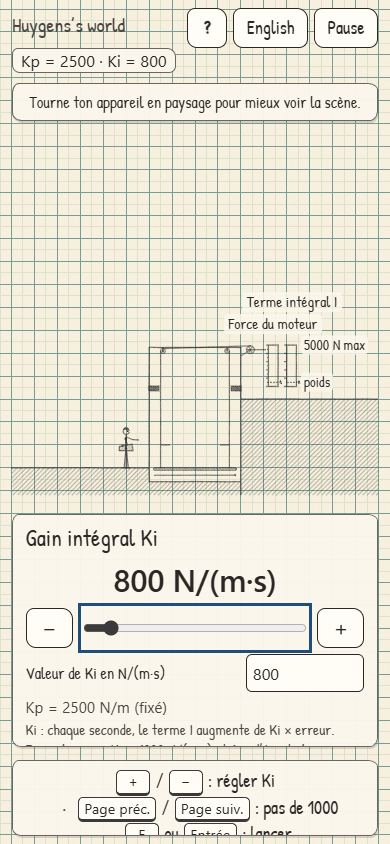 Huygens's world
?
English
Pause
Kp = 2500 · Ki = 800
Tourne ton appareil en paysage pour mieux voir la scène.
Terme intégral I
Force du moteur
5000 N max
poids
Gain intégral Ki
800 N/(m·s)
−
+
Valeur de Ki en N/(m·s)
800
Kp = 2500 N/m (fixé)
Ki : chaque seconde, le terme I augmente de Ki × erreur.
+ / − : régler Ki
· Page préc. / Page suiv. : pas de 1000
ou Entrée : lancer